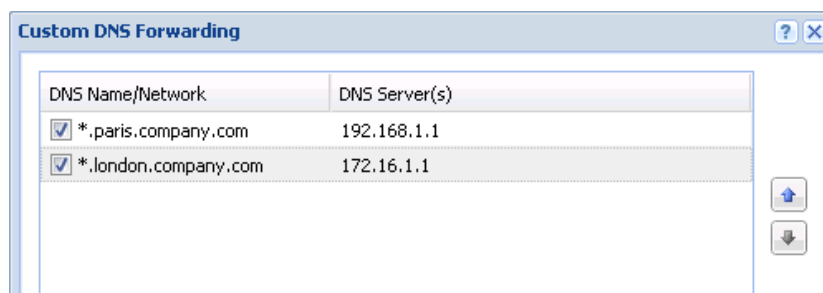 Custom DNS Forwarding
DNS Name/Network DNS Server(s)
*.paris.company.com 192.168.1.1
*.london.company.com 172.16.1.1